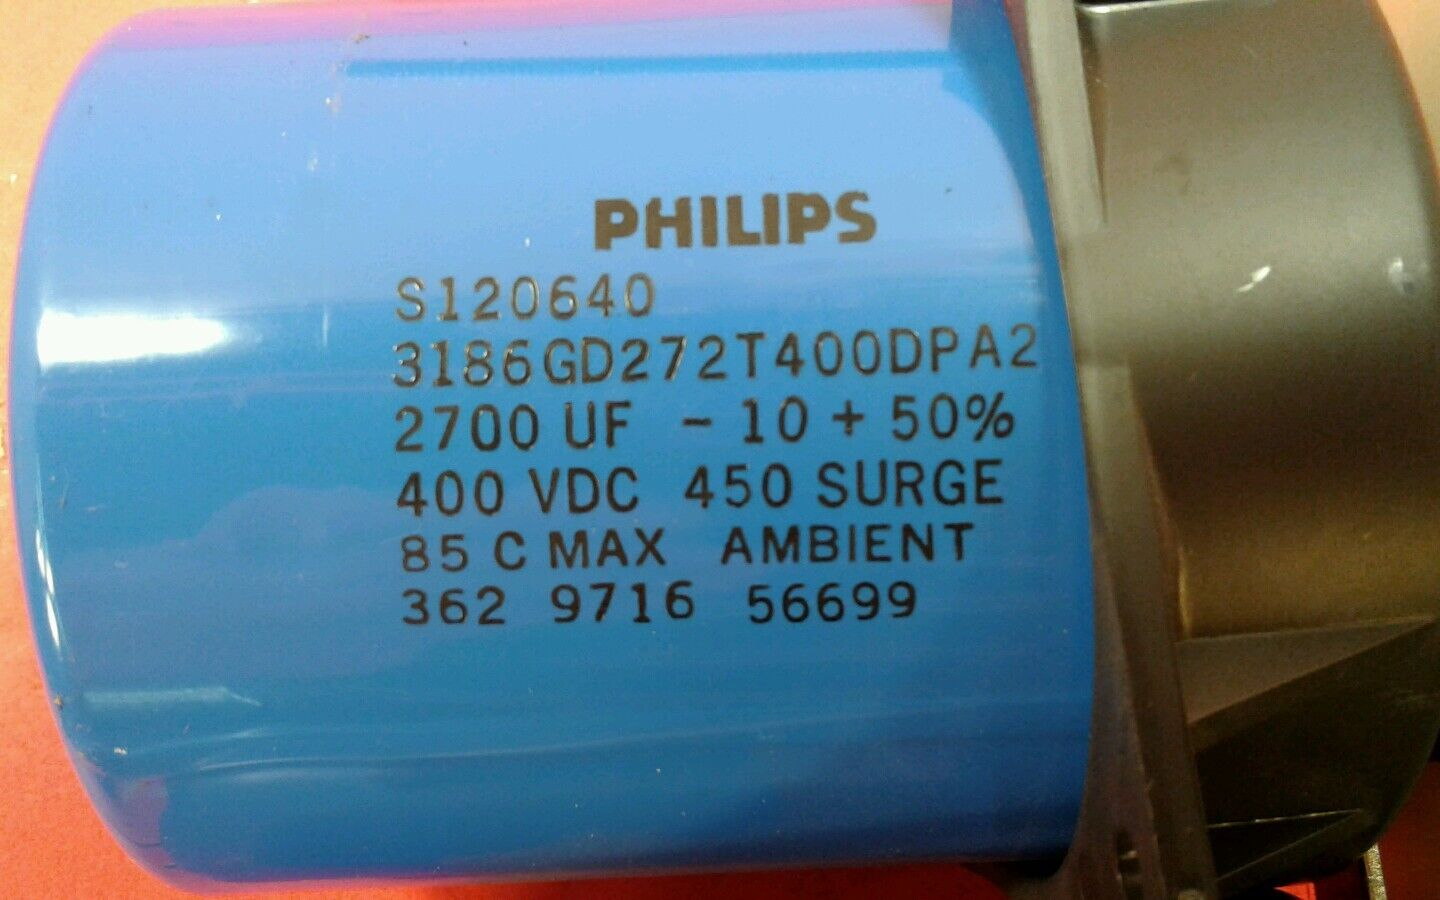 PHILIPS
S120640
3186GD272T400DPA2
2700 UF - 10 + 50%
400 VDC 450 SURGE
85 C MAX AMBIENT
362 9716 56699